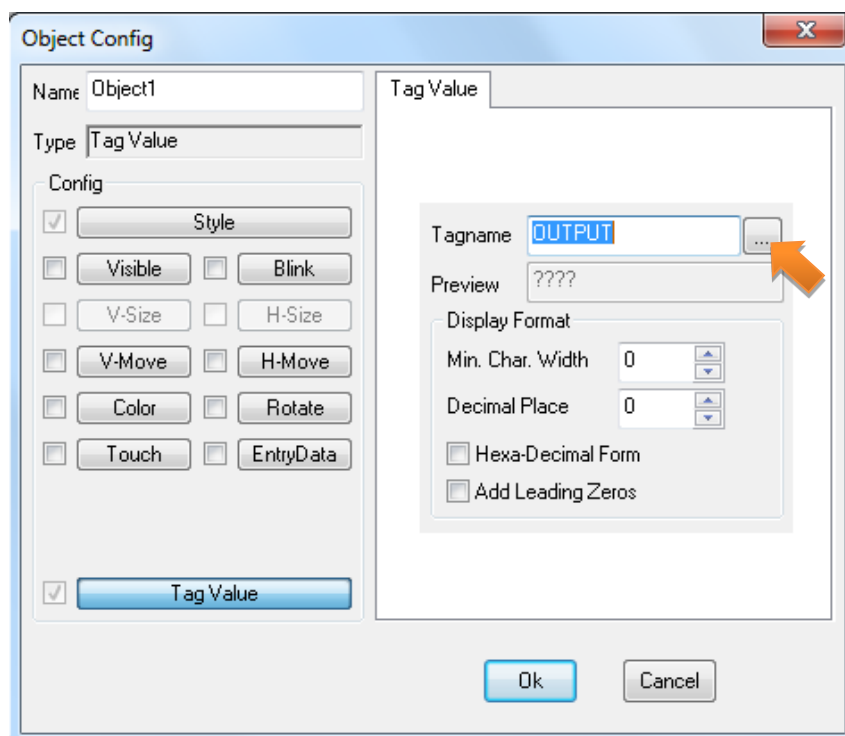 Object Config
Name Object1
Type Tag Value
Config
Style
Visible Blink
V-Size H-Size
V-Move H-Move
Color Rotate
Touch EntryData
Tag Value
Tag Value
Tagname OUTPUT ...
Preview ????
Display Format
Min. Char. Width 0
Decimal Place 0
Hexa-Decimal Form
Add Leading Zeros
Ok Cancel